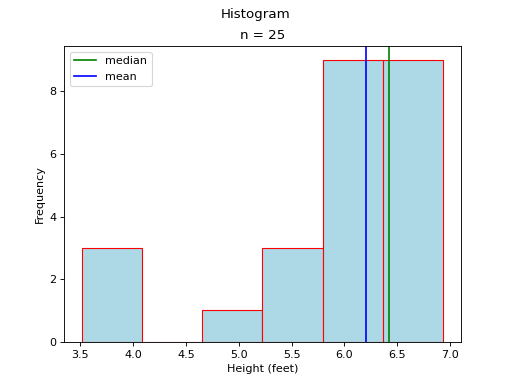 Histogram
n = 25
median
mean
Frequency
8
6
4
2
0
3.5 4.0 4.5 5.0 5.5 6.0 6.5 7.0
Height (feet)